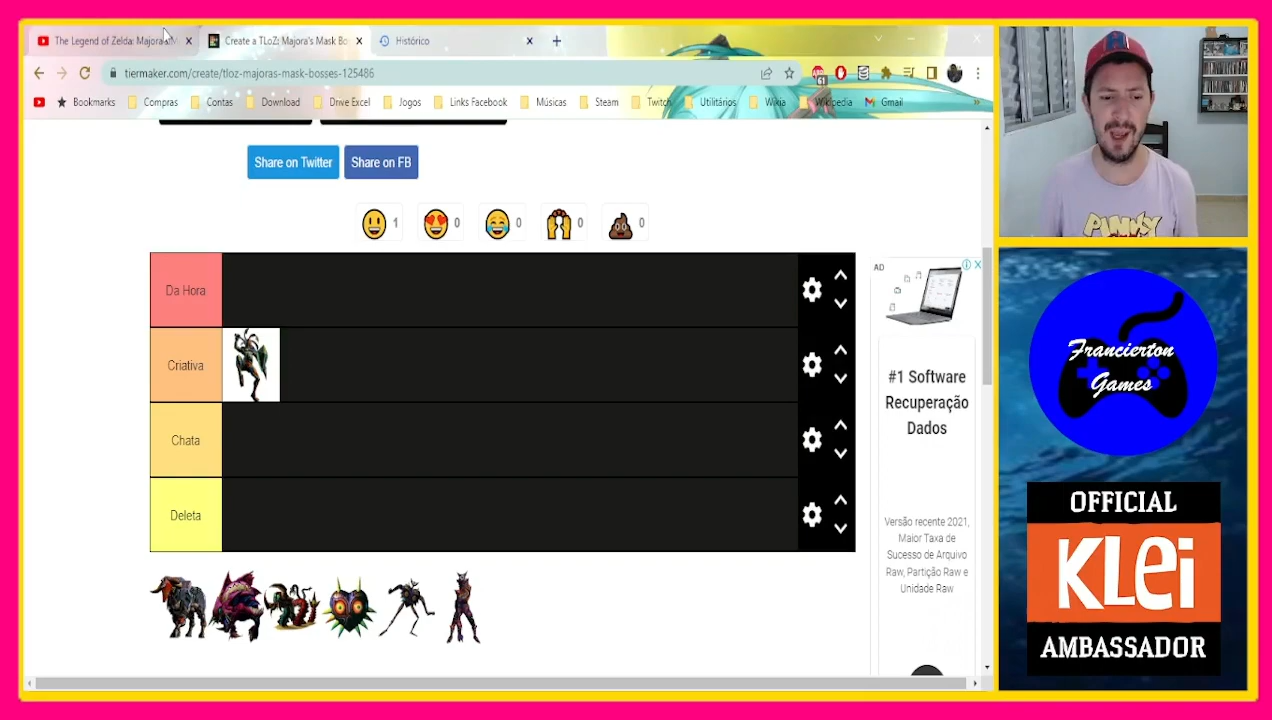 The Legend of Zelda: Majora's M
Create a TLoZ: Majora's Mask Bo
Histórico
tiermaker.com/create/tloz-majoras-mask-bosses-125486
61
Bookmarks
Compras
Contas
Download
Drive Excel
Jogos
Links Facebook
Músicas
Steam
Twitch
Utilitários
Wikia
Wikipedia
Gmail
»
Share on Twitter
Share on FB
1
0
0
0
0
Da Hora
Criativa
Chata
Deleta
AD
#1 Software
Recuperação
Dados
Versão recente 2021,
Maior Taxa de
Sucesso de Arquivo
Raw, Partição Raw e
Unidade Raw
PINKY
Francierton
Games
OFFICIAL
KLei
AMBASSADOR